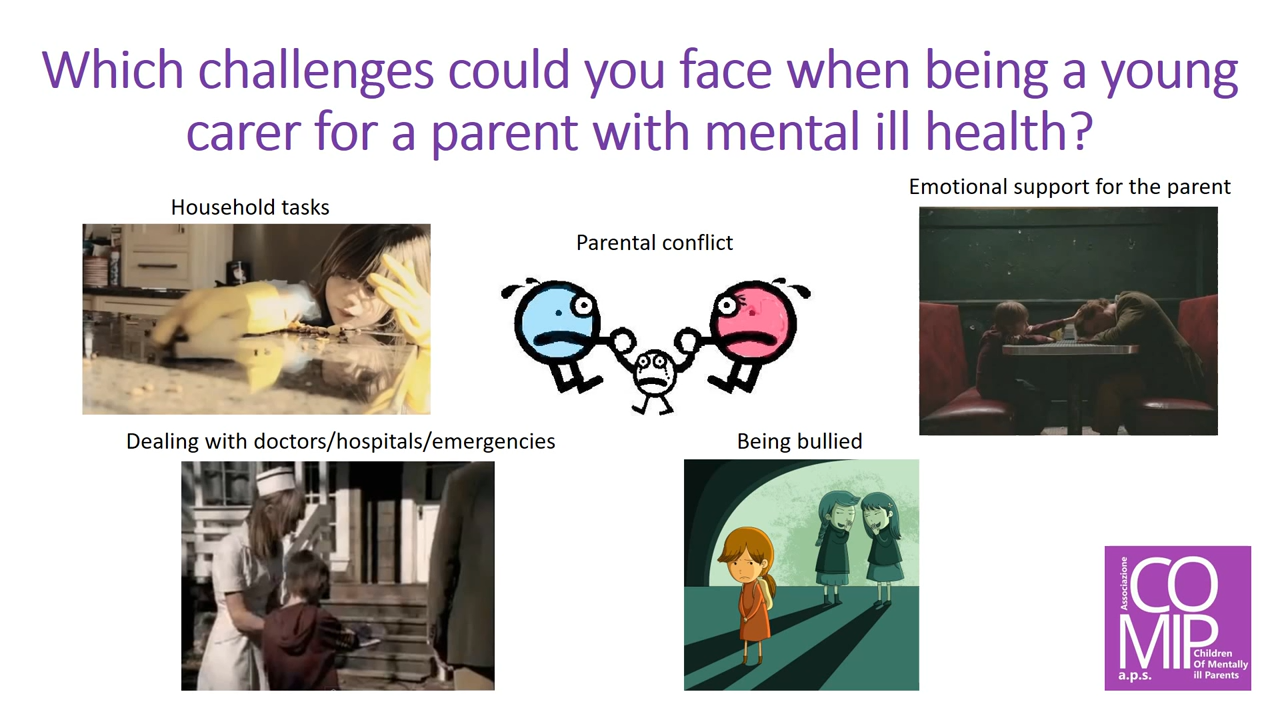 Which challenges could you face when being a young
carer for a parent with mental ill health?
Emotional support for the parent
Household tasks
Parental conflict
Dealing with doctors/hospitals/emergencies
Being bullied
Associazione
CO
MIP
a.p.s.
Children
Of Mentally
ill Parents